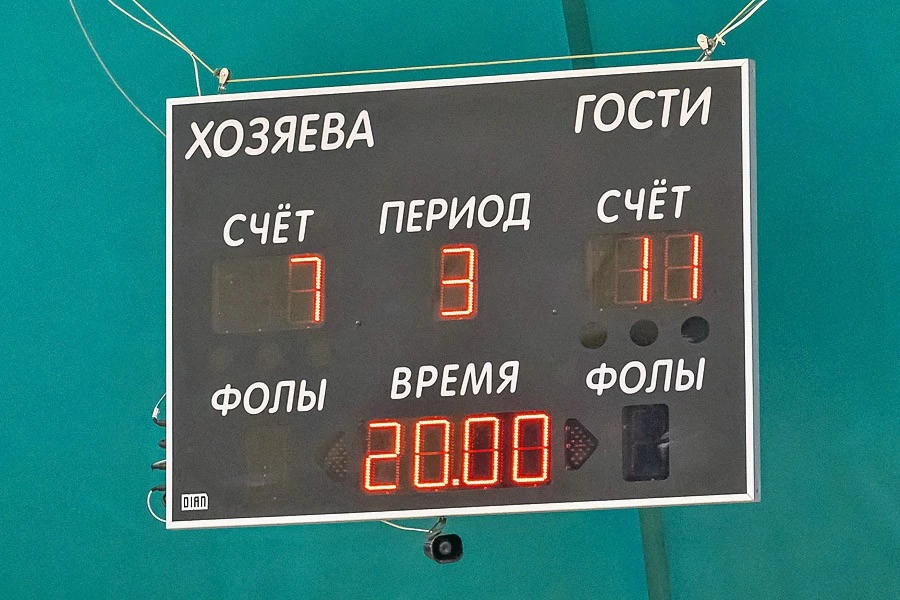 ХОЗЯЕВА ГОСТИ
СЧЁТ ПЕРИОД СЧЁТ
7 3 11
ФОЛЫ ВРЕМЯ ФОЛЫ
20.00
DIAN